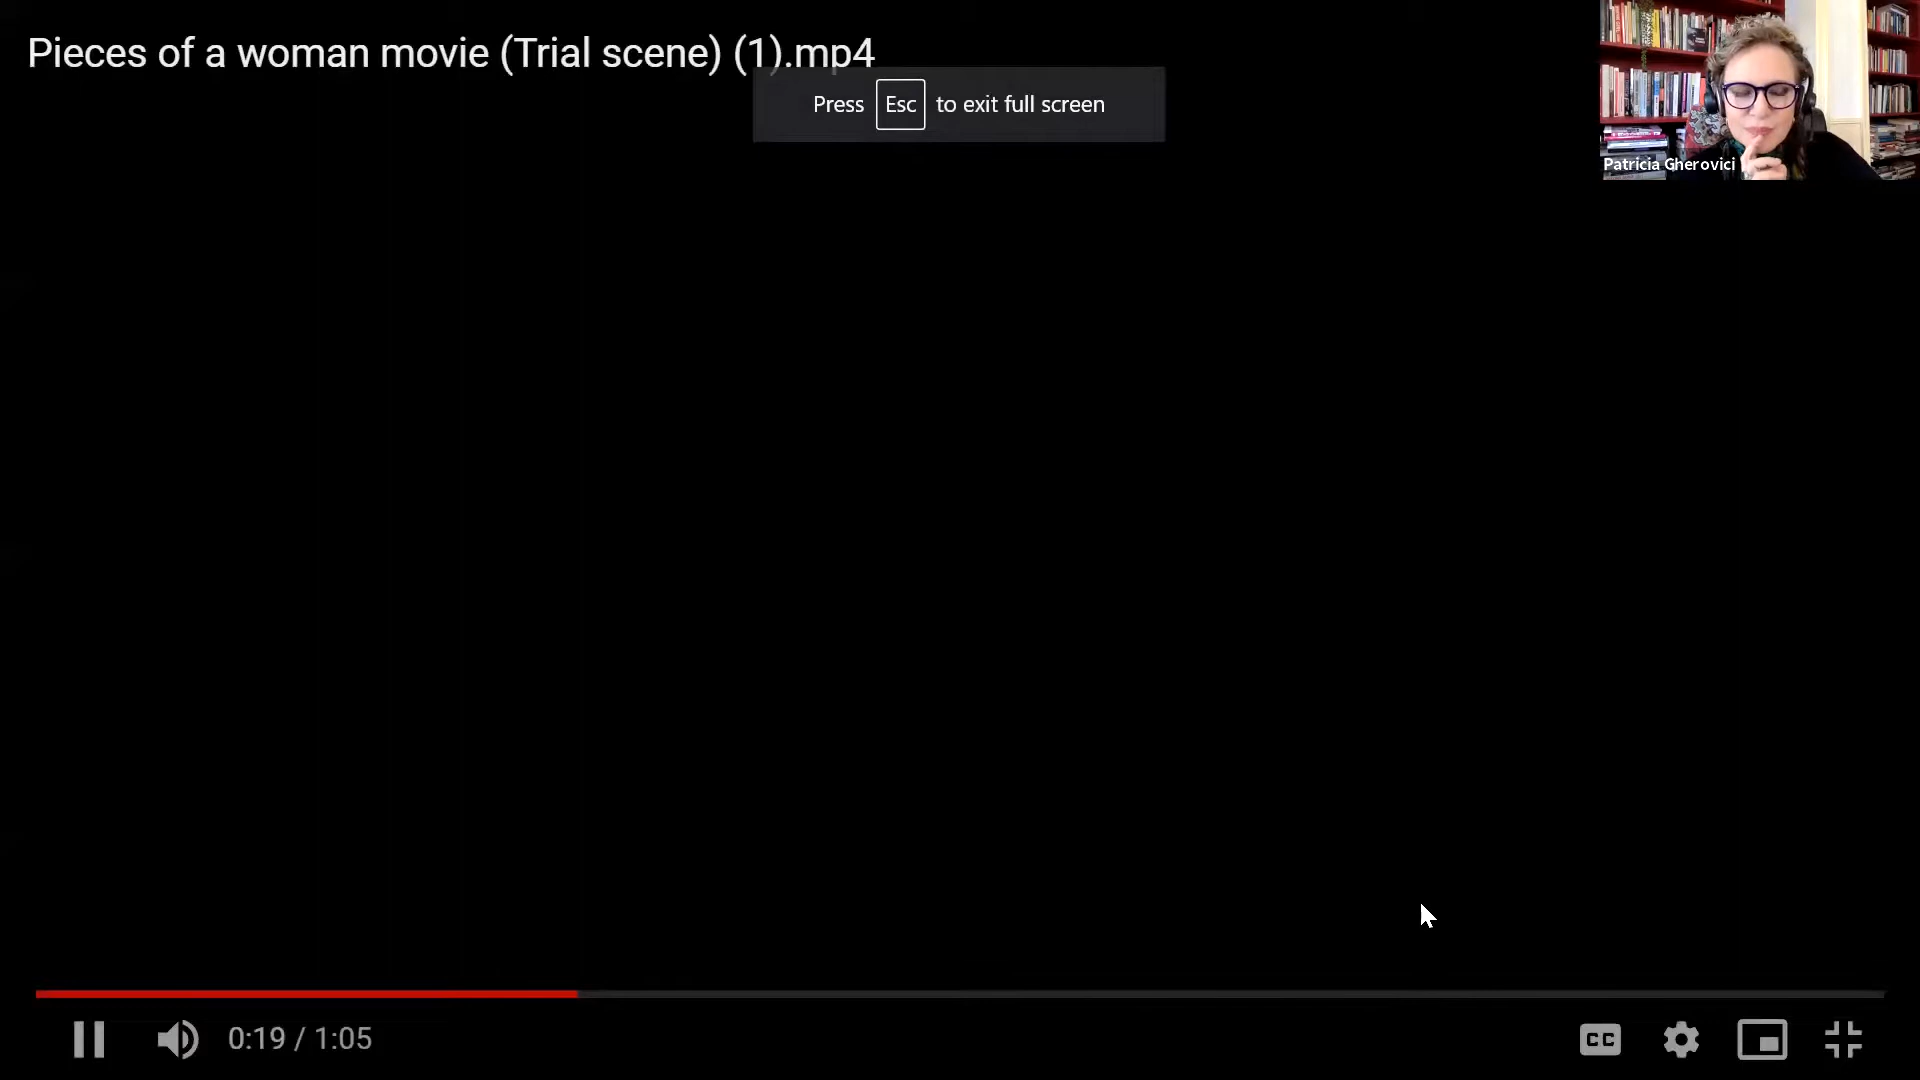 Pieces of a woman movie (Trial scene) (1).mp4
Press Esc to exit full screen
Patricia Gherovici
0:19 / 1:05
CC